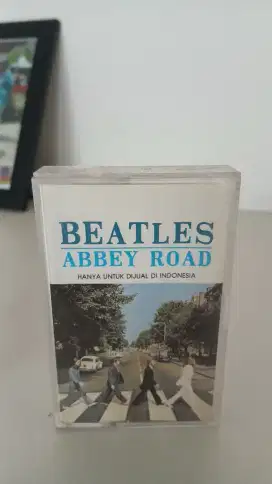 BEATLES
ABBEY ROAD
HANYA UNTUK DIJUAL DI INDONESIA